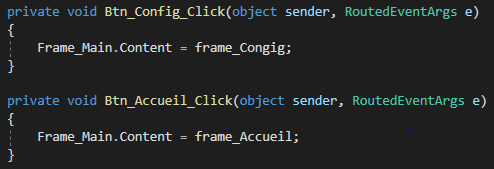 private void Btn_Config_Click(object sender, RoutedEventArgs e)
{
    Frame_Main.Content = frame_Congig;
}
private void Btn_Accueil_Click(object sender, RoutedEventArgs e)
{
    Frame_Main.Content = frame_Accueil;
}